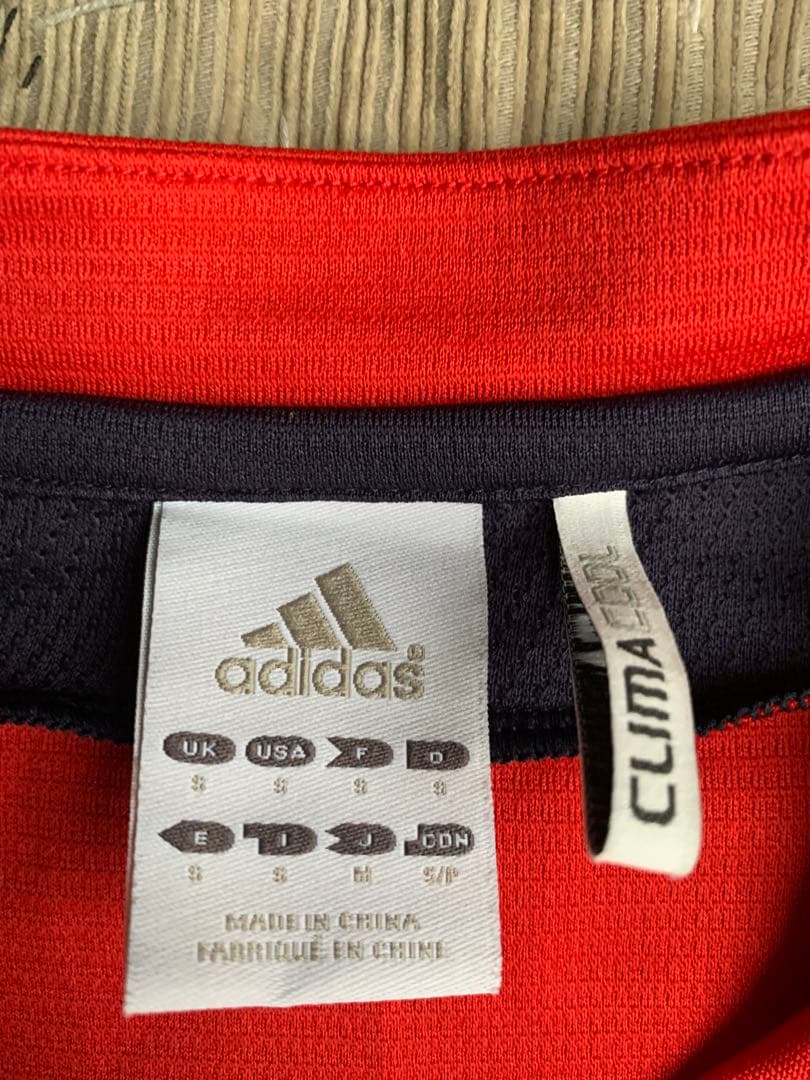 adidas®
UK USA F D
S S S S
E I J CDN
S S M S/P
MADE IN CHINA
FABRIQUÉ EN CHINE
CLIMACOOL